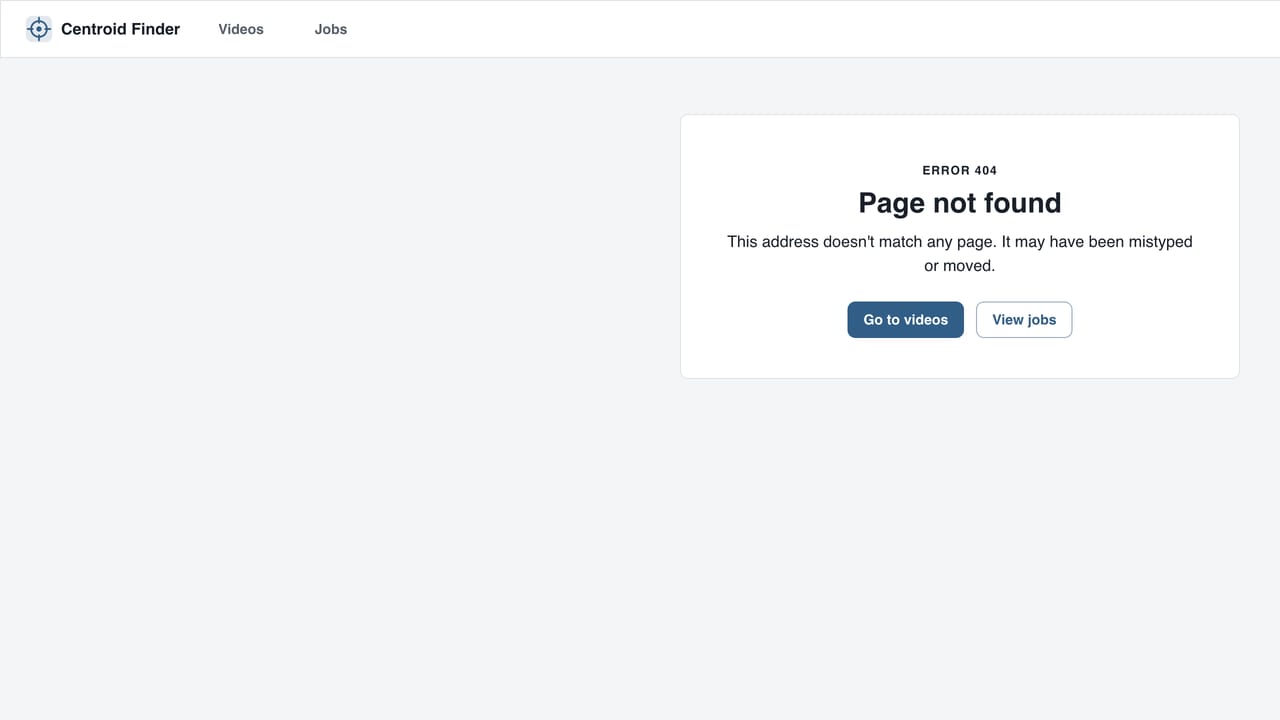 Centroid Finder
Videos
Jobs
ERROR 404
Page not found
This address doesn't match any page. It may have been mistyped
or moved.
Go to videos
View jobs